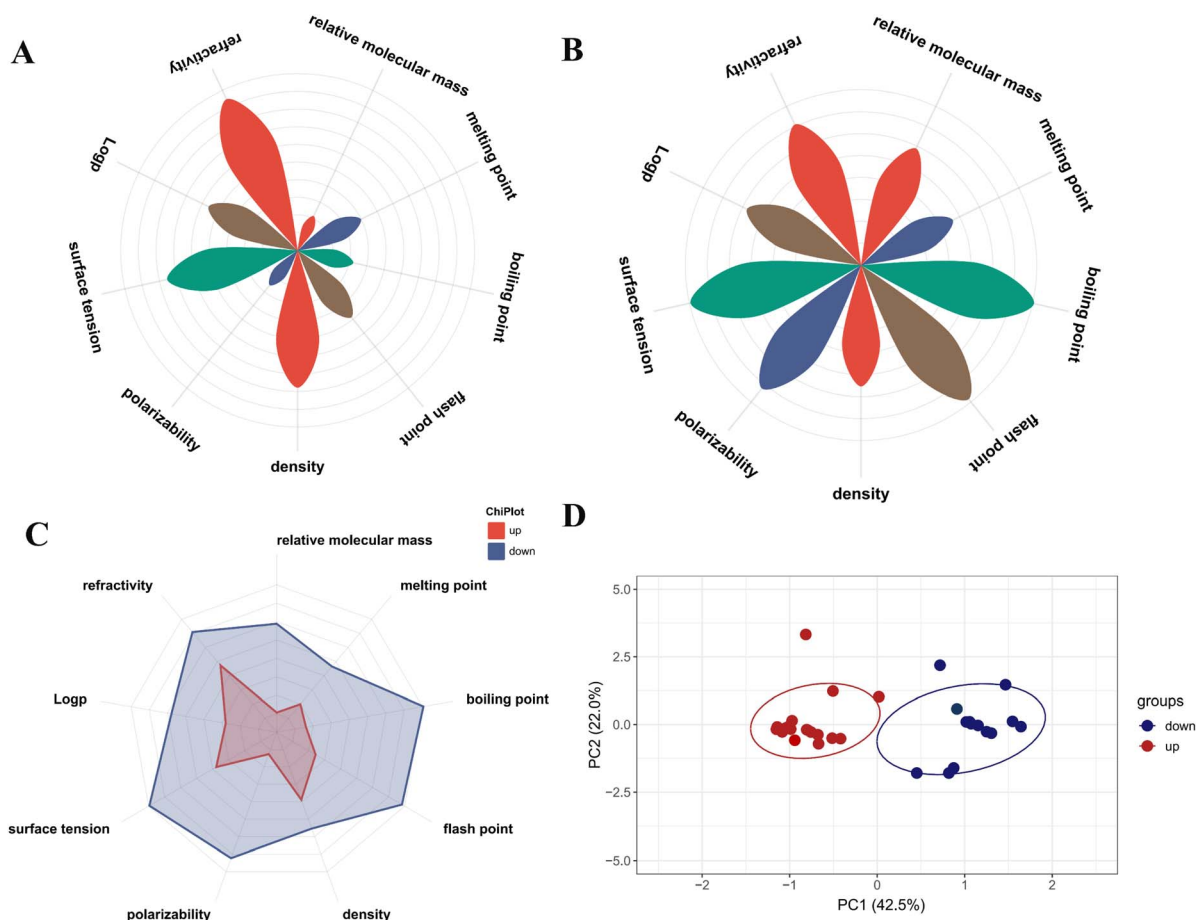 A
refractivity
relative molecular mass
Logp
melting point
surface tension
boiling point
polarizability
flash point
density
B
refractivity
relative molecular mass
Logp
melting point
surface tension
boiling point
polarizability
flash point
density
C
ChiPlot
up
down
relative molecular mass
refractivity
melting point
Logp
boiling point
surface tension
flash point
polarizability
density
D
5.0
2.5
0.0
−2.5
−5.0
PC2 (22.0%)
−2
−1
0
1
2
PC1 (42.5%)
groups
down
up